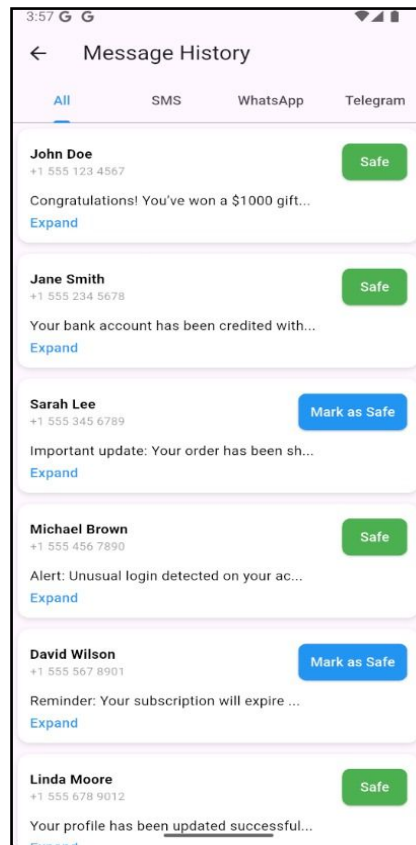 3:57 G G
Message History
All SMS WhatsApp Telegram
John Doe
Safe
+1 555 123 4567
Congratulations! You've won a $1000 gift...
Expand
Jane Smith
Safe
+1 555 234 5678
Your bank account has been credited with...
Expand
Sarah Lee
Mark as Safe
+1 555 345 6789
Important update: Your order has been sh...
Expand
Michael Brown
Safe
+1 555 456 7890
Alert: Unusual login detected on your ac...
Expand
David Wilson
Mark as Safe
+1 555 567 8901
Reminder: Your subscription will expire ...
Expand
Linda Moore
Safe
+1 555 678 9012
Your profile has been updated successful...
Expand